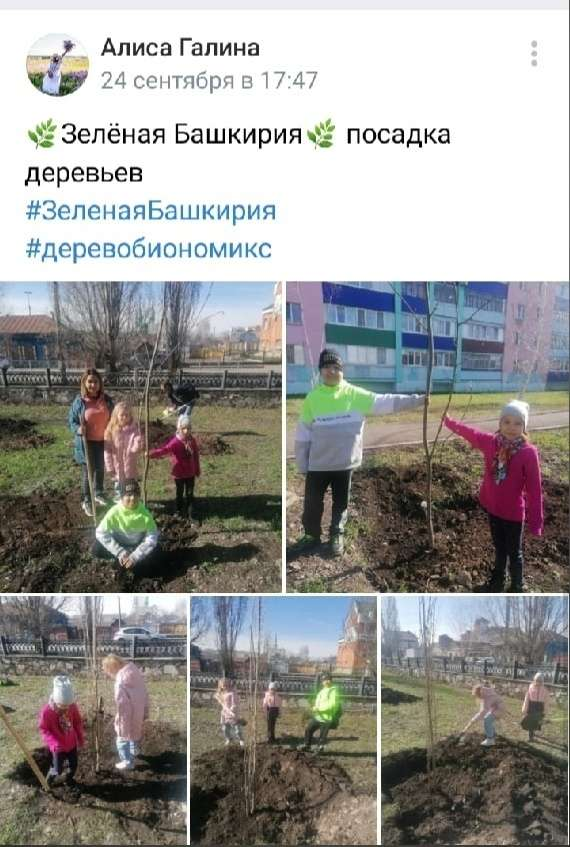 Алиса Галина
24 сентября в 17:47
🌿Зелёная Башкирия🌿 посадка
деревьев
#ЗеленаяБашкирия
#деревобиономикс